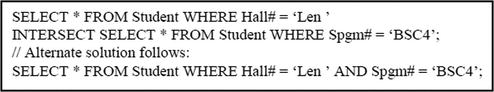 SELECT * FROM Student WHERE Hall# = ‘Len ’
INTERSECT SELECT * FROM Student WHERE Spgm# = ‘BSC4’;
// Alternate solution follows:
SELECT * FROM Student WHERE Hall# = ‘Len ’ AND Spgm# = ‘BSC4’;